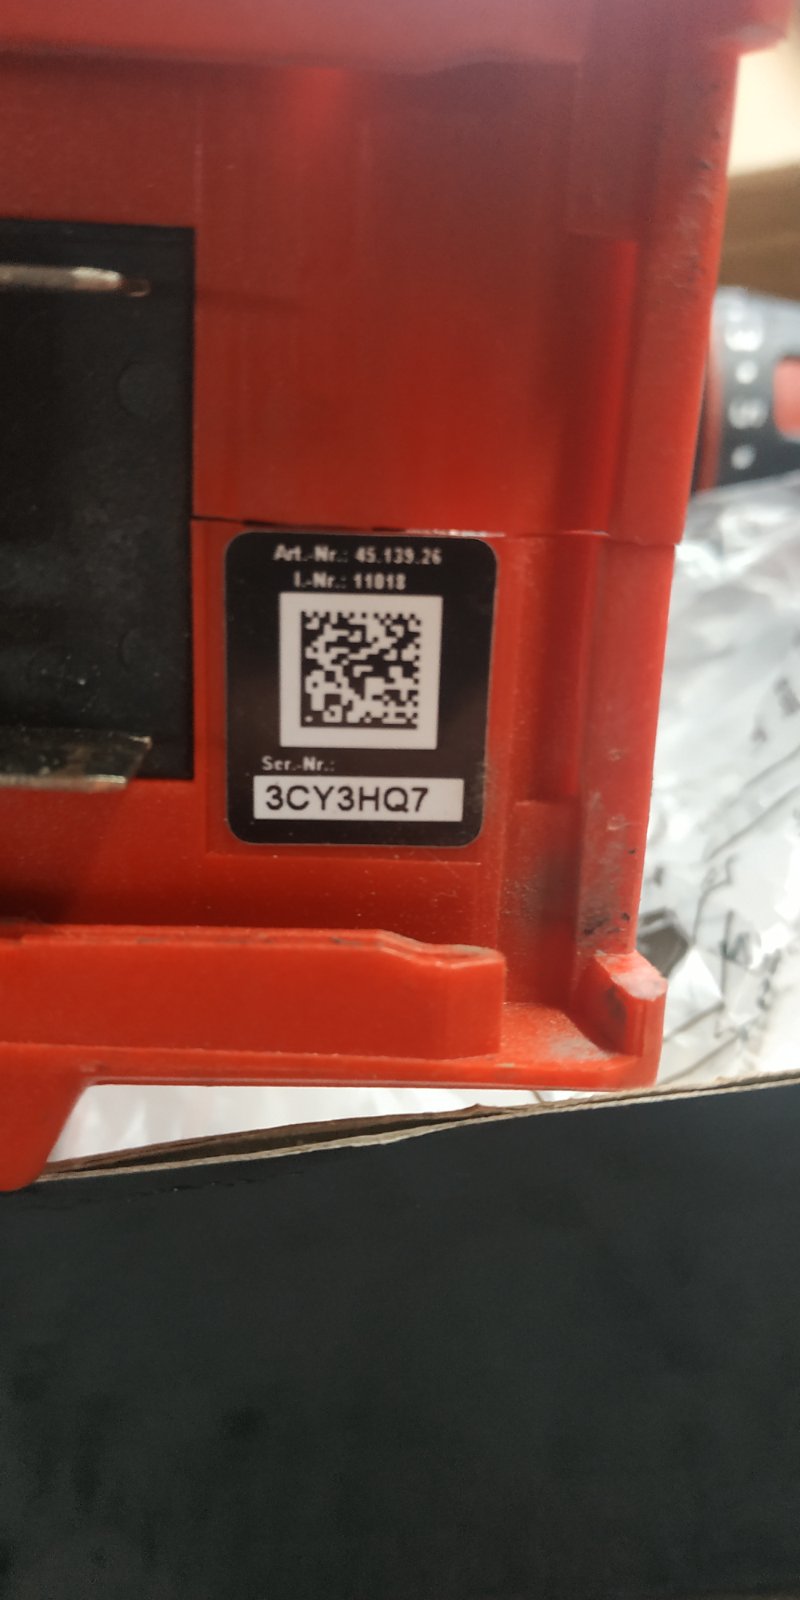 Art.-Nr.: 45.139.26
I.-Nr.: 11018
Ser.-Nr.:
3CY3HQ7